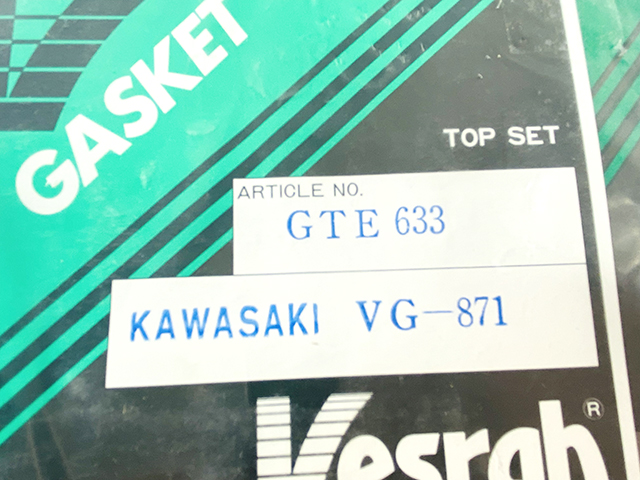 GASKET
TOP SET
ARTICLE NO.
GTE 633
KAWASAKI VG-871
Vesrah®